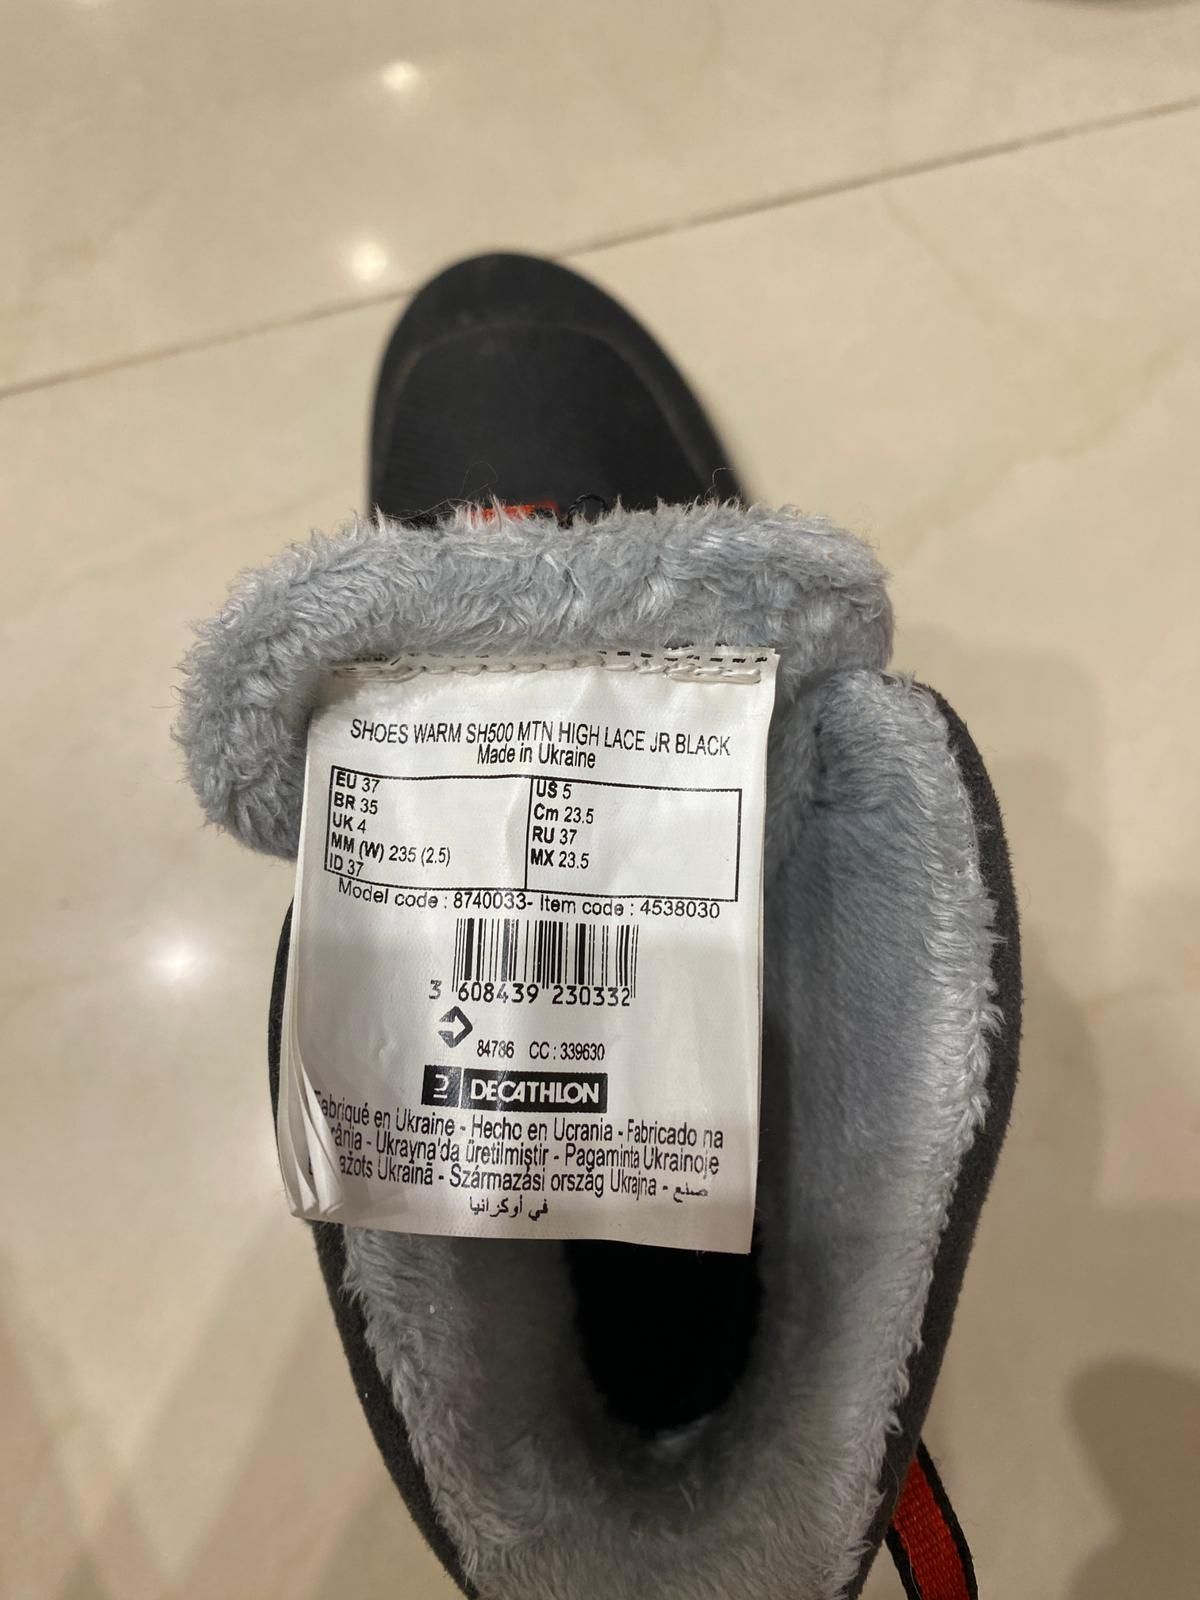 SHOES WARM SH500 MTN HIGH LACE JR BLACK
Made in Ukraine
EU 37
BR 35
UK 4
MM (W) 235 (2.5)
ID 37
US 5
Cm 23.5
RU 37
MX 23.5
Model code : 8740033- Item code : 4538030
3 608439 230332
84786 CC : 339630
DECATHLON
Fabriqué en Ukraine - Hecho en Ucrania - Fabricado na
- Ukrayna'da üretilmiştir - Pagaminta Ukrainoje
Ukrainā - Származási ország Ukrajna - صنع
في أوكرانيا